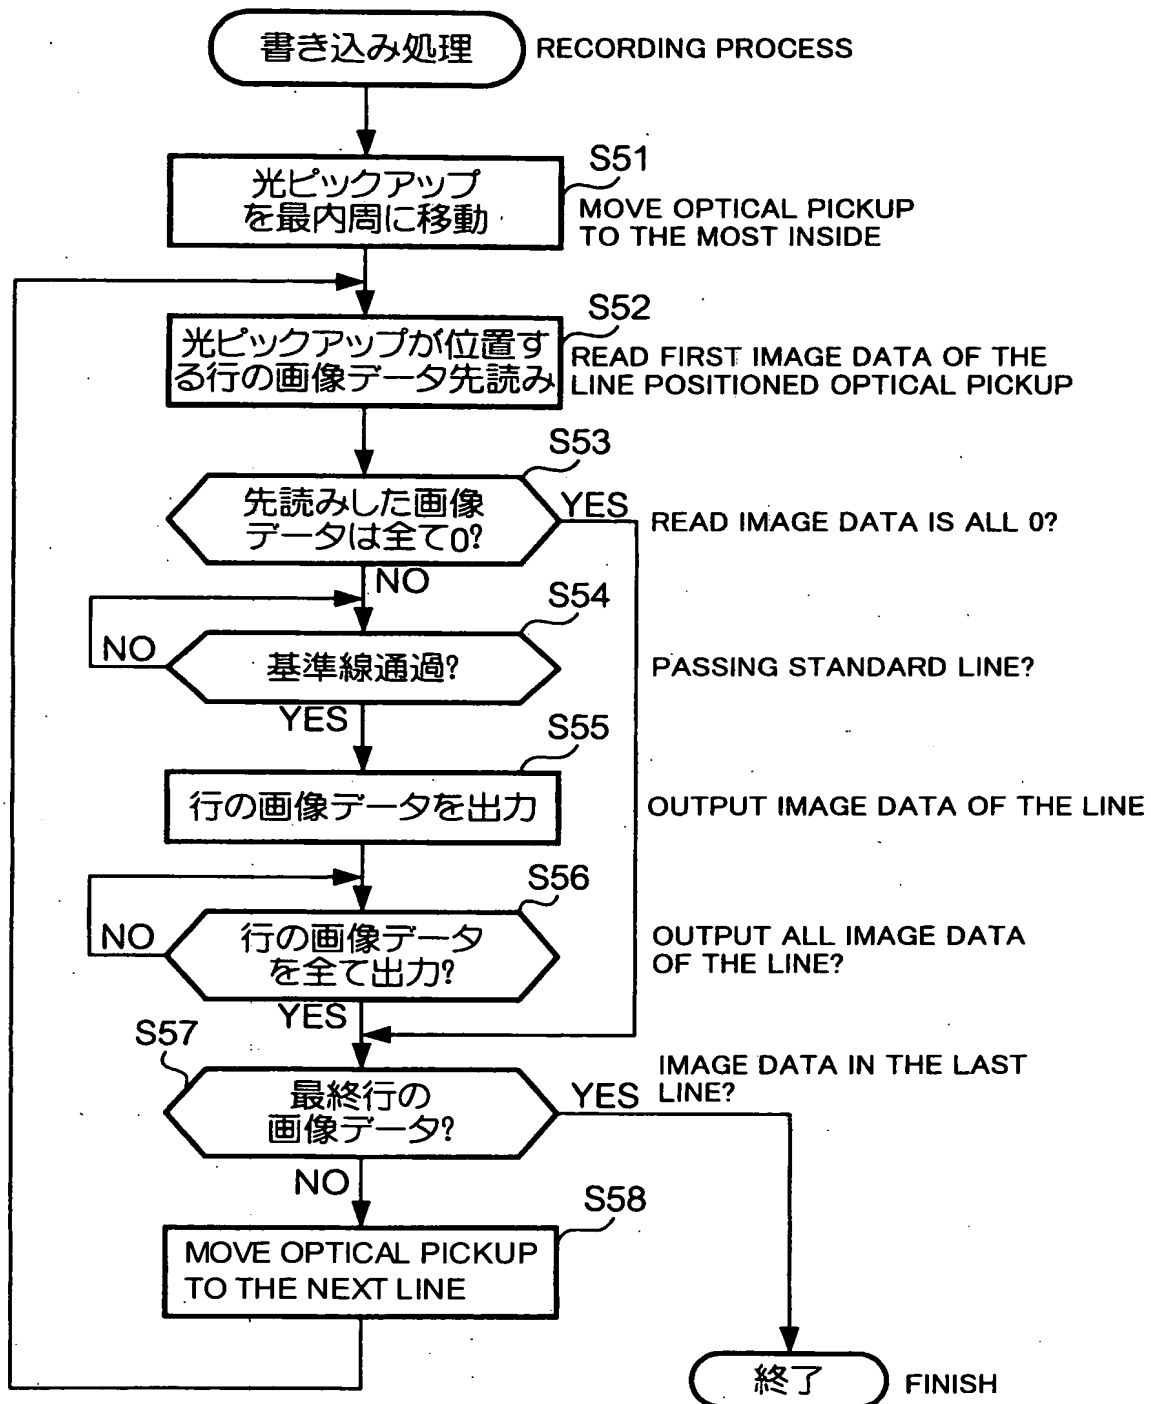 書き込み処理
RECORDING PROCESS
S51
光ピックアップ
を最内周に移動
MOVE OPTICAL PICKUP
TO THE MOST INSIDE
S52
光ピックアップが位置す
る行の画像データ先読み
READ FIRST IMAGE DATA OF THE
LINE POSITIONED OPTICAL PICKUP
S53
先読みした画像
データは全て0?
YES
READ IMAGE DATA IS ALL 0?
NO
S54
NO
基準線通過?
PASSING STANDARD LINE?
YES
S55
行の画像データを出力
OUTPUT IMAGE DATA OF THE LINE
S56
NO
行の画像データ
を全て出力?
OUTPUT ALL IMAGE DATA
OF THE LINE?
YES
S57
最終行の
画像データ?
YES
IMAGE DATA IN THE LAST
LINE?
NO
S58
MOVE OPTICAL PICKUP
TO THE NEXT LINE
終了
FINISH